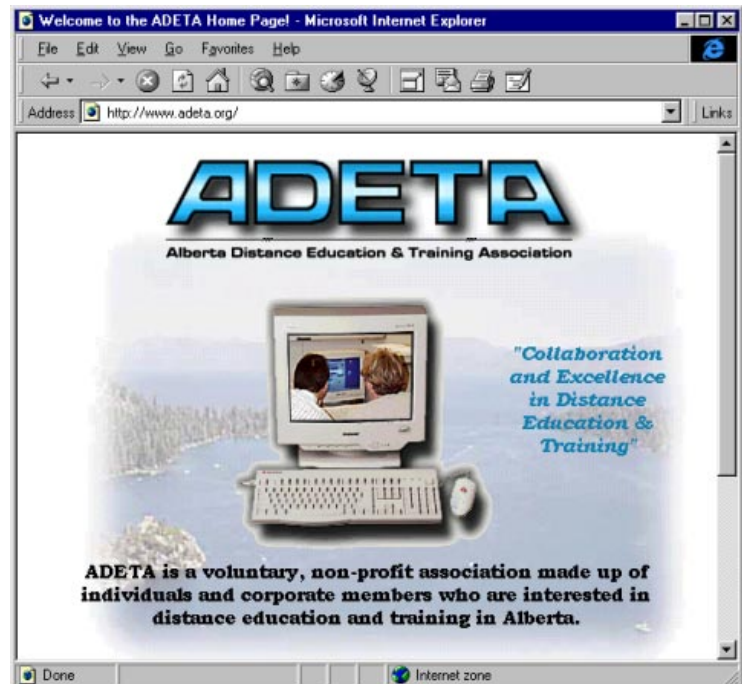 Welcome to the ADETA Home Page! - Microsoft Internet Explorer
File Edit View Go Favorites Help
Address http://www.adeta.org/ Links
ADETA
Alberta Distance Education & Training Association
"Collaboration
and Excellence
in Distance
Education &
Training"
ADETA is a voluntary, non-profit association made up of
individuals and corporate members who are interested in
distance education and training in Alberta.
Done Internet zone